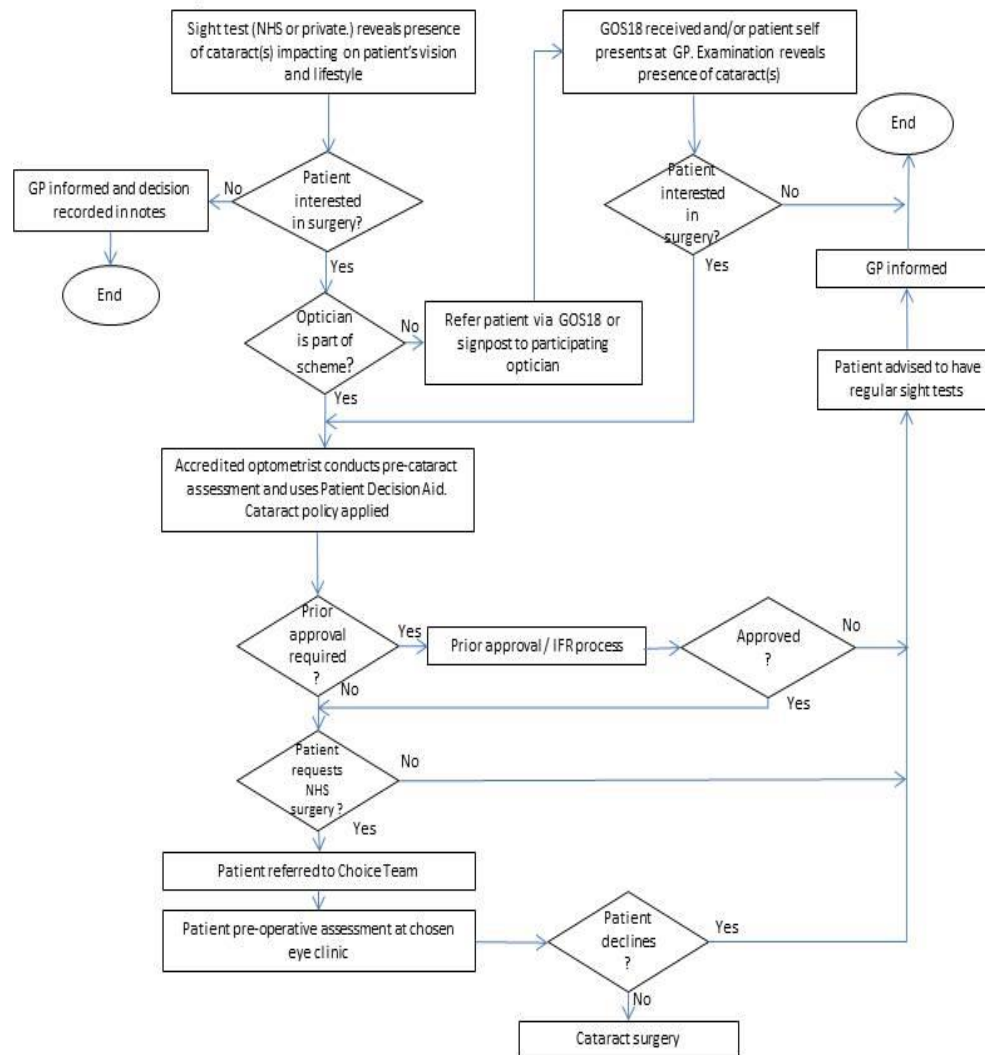 Sight test (NHS or private.) reveals presence
of cataract(s) impacting on patient's vision
and lifestyle
GOS18 received and/or patient self
presents at GP. Examination reveals
presence of cataract(s)
End
Patient
interested
in surgery?
No
GP informed and decision
recorded in notes
End
Yes
Patient
interested
in
surgery?
No
Yes
GP informed
Optician
is part of
scheme?
No
Refer patient via GOS18 or
signpost to participating
optician
Yes
Patient advised to have
regular sight tests
Accredited optometrist conducts pre-cataract
assessment and uses Patient Decision Aid.
Cataract policy applied
Prior
approval
required
?
Yes
Prior approval / IFR process
Approved
?
No
No
Yes
Patient
requests
NHS
surgery ?
No
Yes
Patient referred to Choice Team
Patient pre-operative assessment at chosen
eye clinic
Patient
declines
?
Yes
No
Cataract surgery